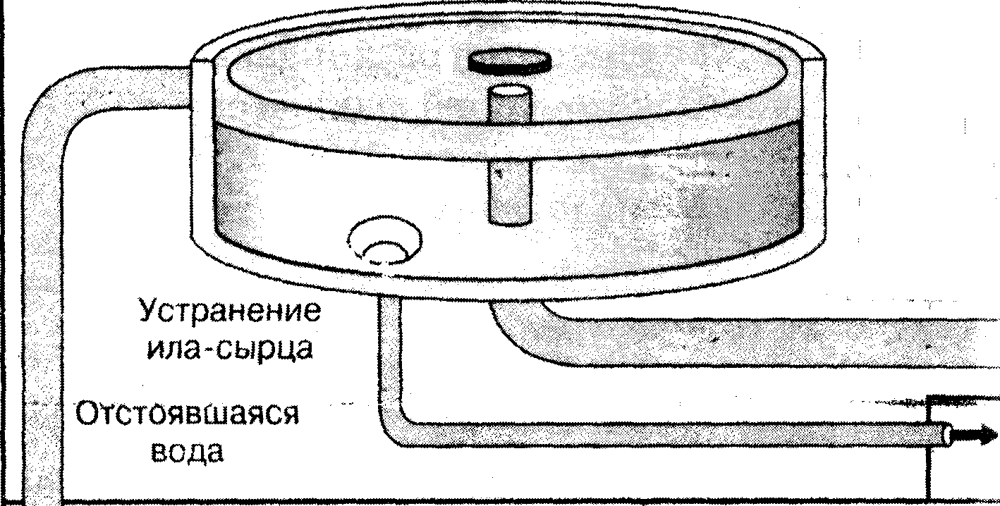 Устранение
ила-сырца
Отстоявшаяся
вода